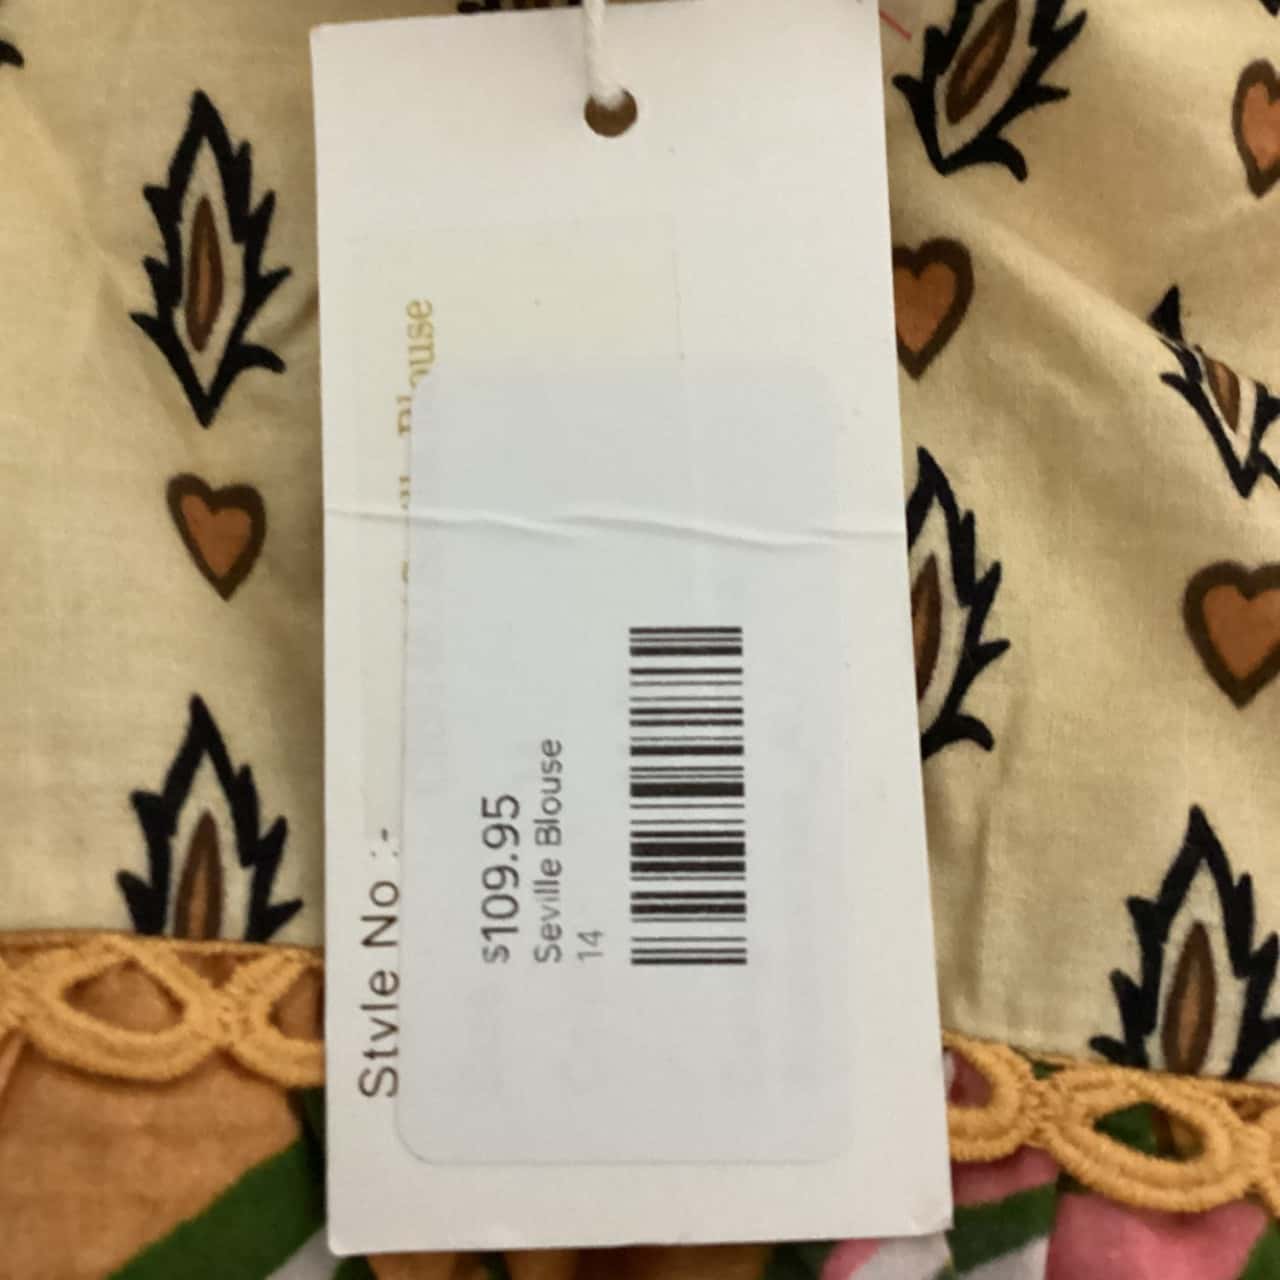 Style No :-
$109.95
Seville Blouse
14